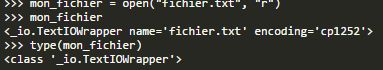 >>> mon_fichier = open("fichier.txt", "r")
>>> mon_fichier
<_io.TextIOWrapper name='fichier.txt' encoding='cp1252'>
>>> type(mon_fichier)
<class '_io.TextIOWrapper'>